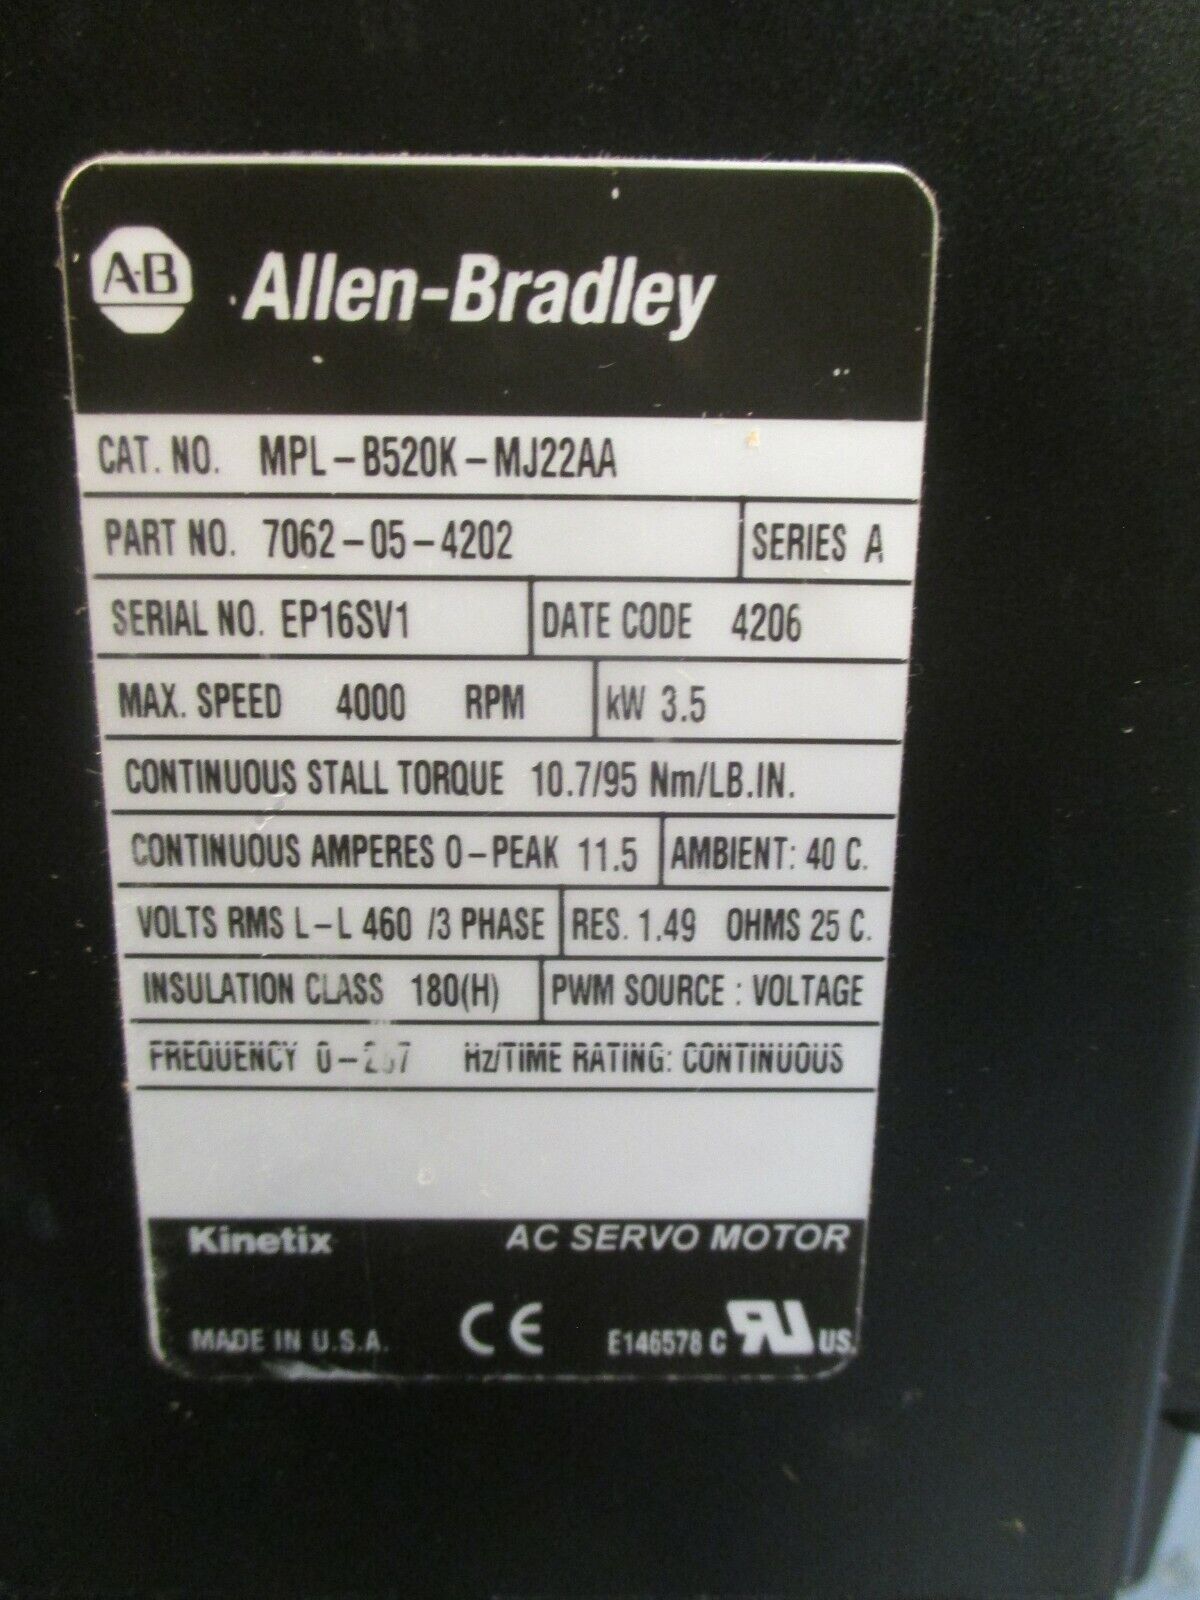 A-B Allen-Bradley
CAT. NO. MPL-B520K-MJ22AA
PART NO. 7062-05-4202 SERIES A
SERIAL NO. EP16SV1 DATE CODE 4206
MAX. SPEED 4000 RPM kW 3.5
CONTINUOUS STALL TORQUE 10.7/95 Nm/LB.IN.
CONTINUOUS AMPERES 0-PEAK 11.5 AMBIENT: 40 C.
VOLTS RMS L-L 460 /3 PHASE RES. 1.49 OHMS 25 C.
INSULATION CLASS 180(H) PWM SOURCE : VOLTAGE
FREQUENCY Hz/TIME RATING: CONTINUOUS
Kinetix AC SERVO MOTOR
MADE IN U.S.A. CE E146578 C RU US